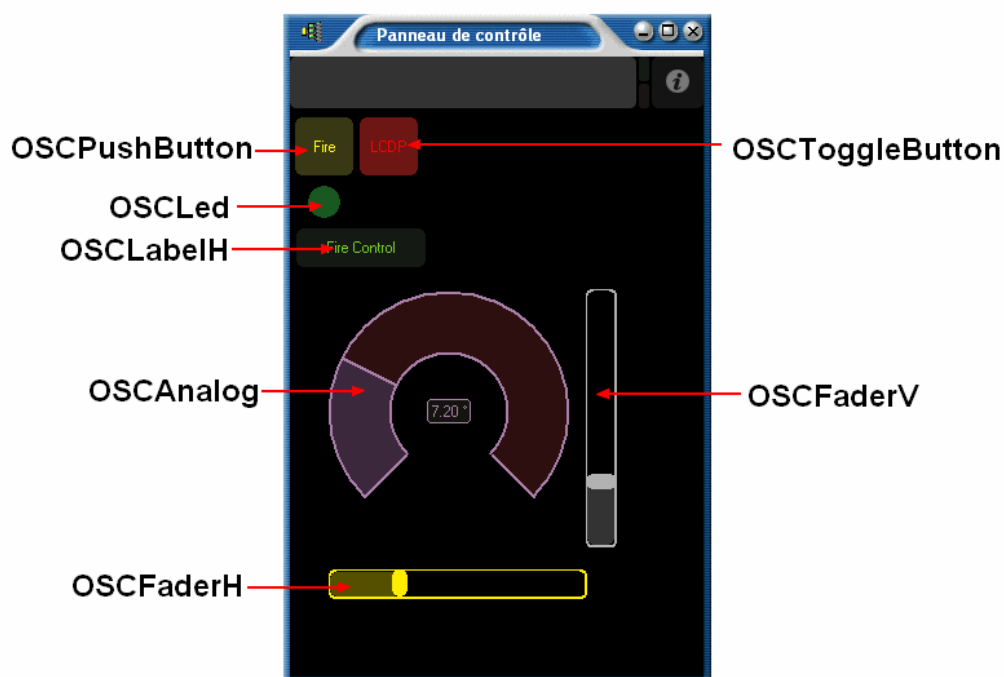 Panneau de contrôle
i
OSCPushButton
Fire
LCDP
OSCToggleButton
OSCLed
OSCLabelH
Fire Control
OSCAnalog
7.20 °
OSCFaderV
OSCFaderH